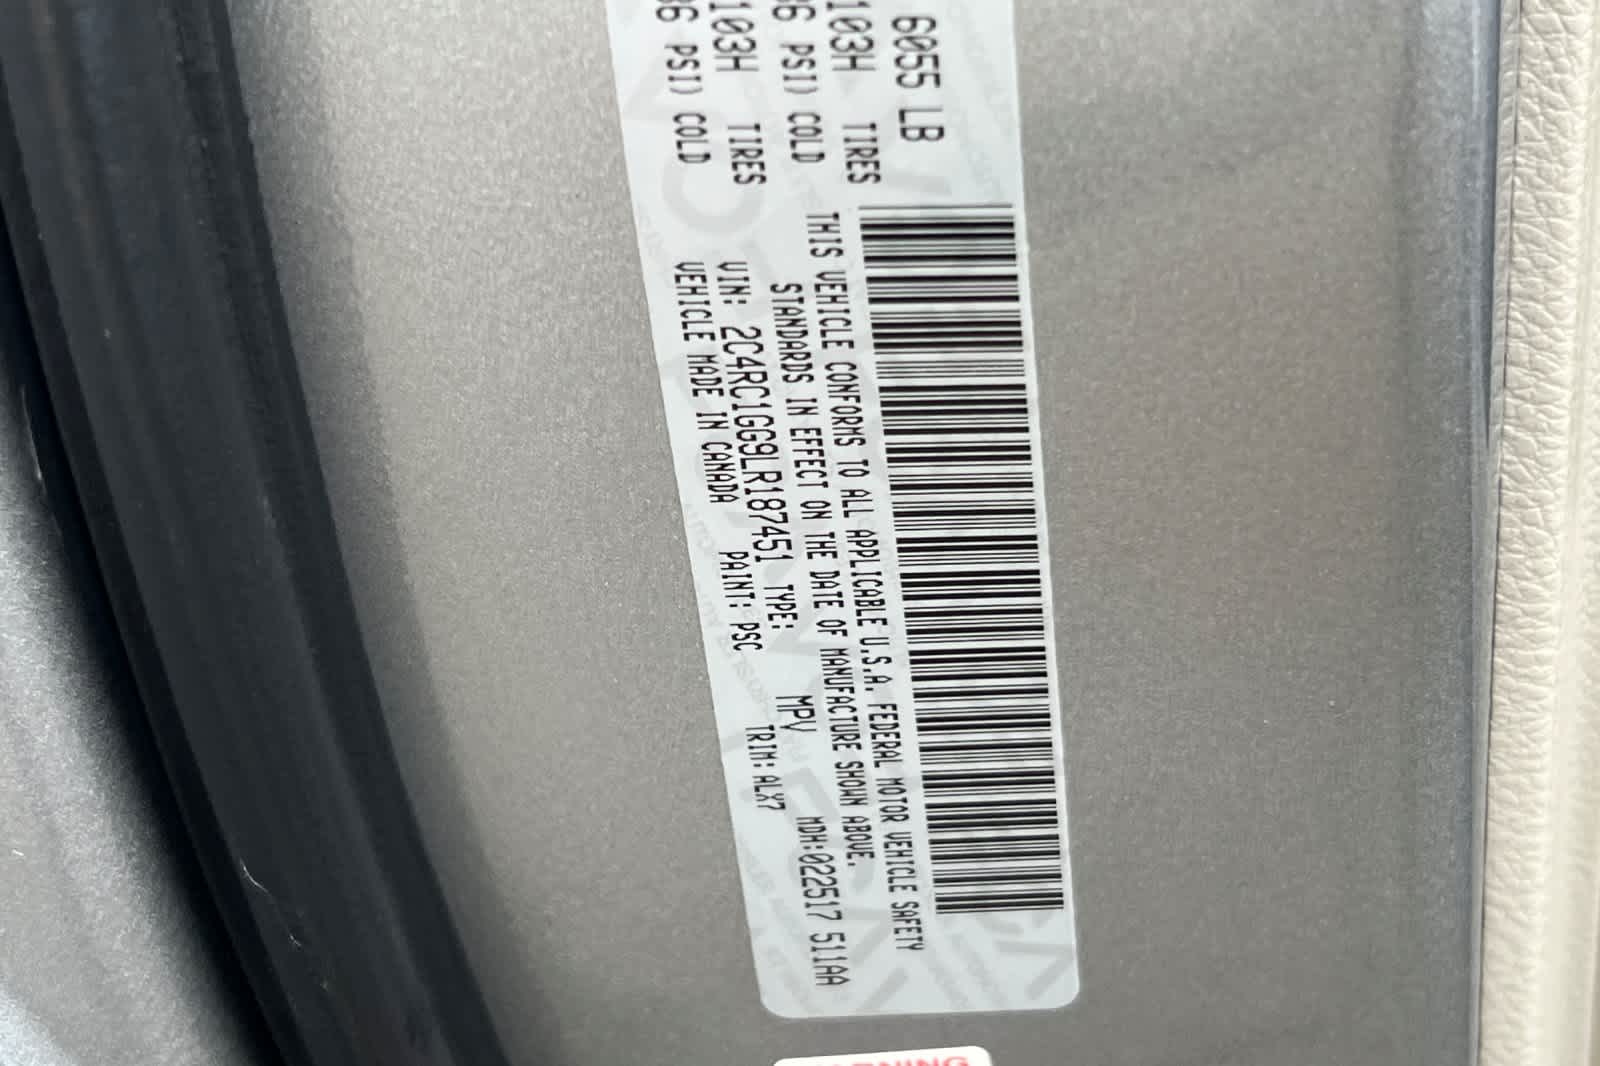 6055 LB
103H TIRES
PSI) COLD
103H TIRES
PSI) COLD
THIS VEHICLE CONFORMS TO ALL APPLICABLE U.S.A. FEDERAL MOTOR VEHICLE SAFETY
STANDARDS IN EFFECT ON THE DATE OF MANUFACTURE SHOWN ABOVE.
VIN: 2C4RC1GG9LR187451 TYPE: MPV MDH:022517 511AA
VEHICLE MADE IN CANADA PAINT: PSC TRIM: ALX7